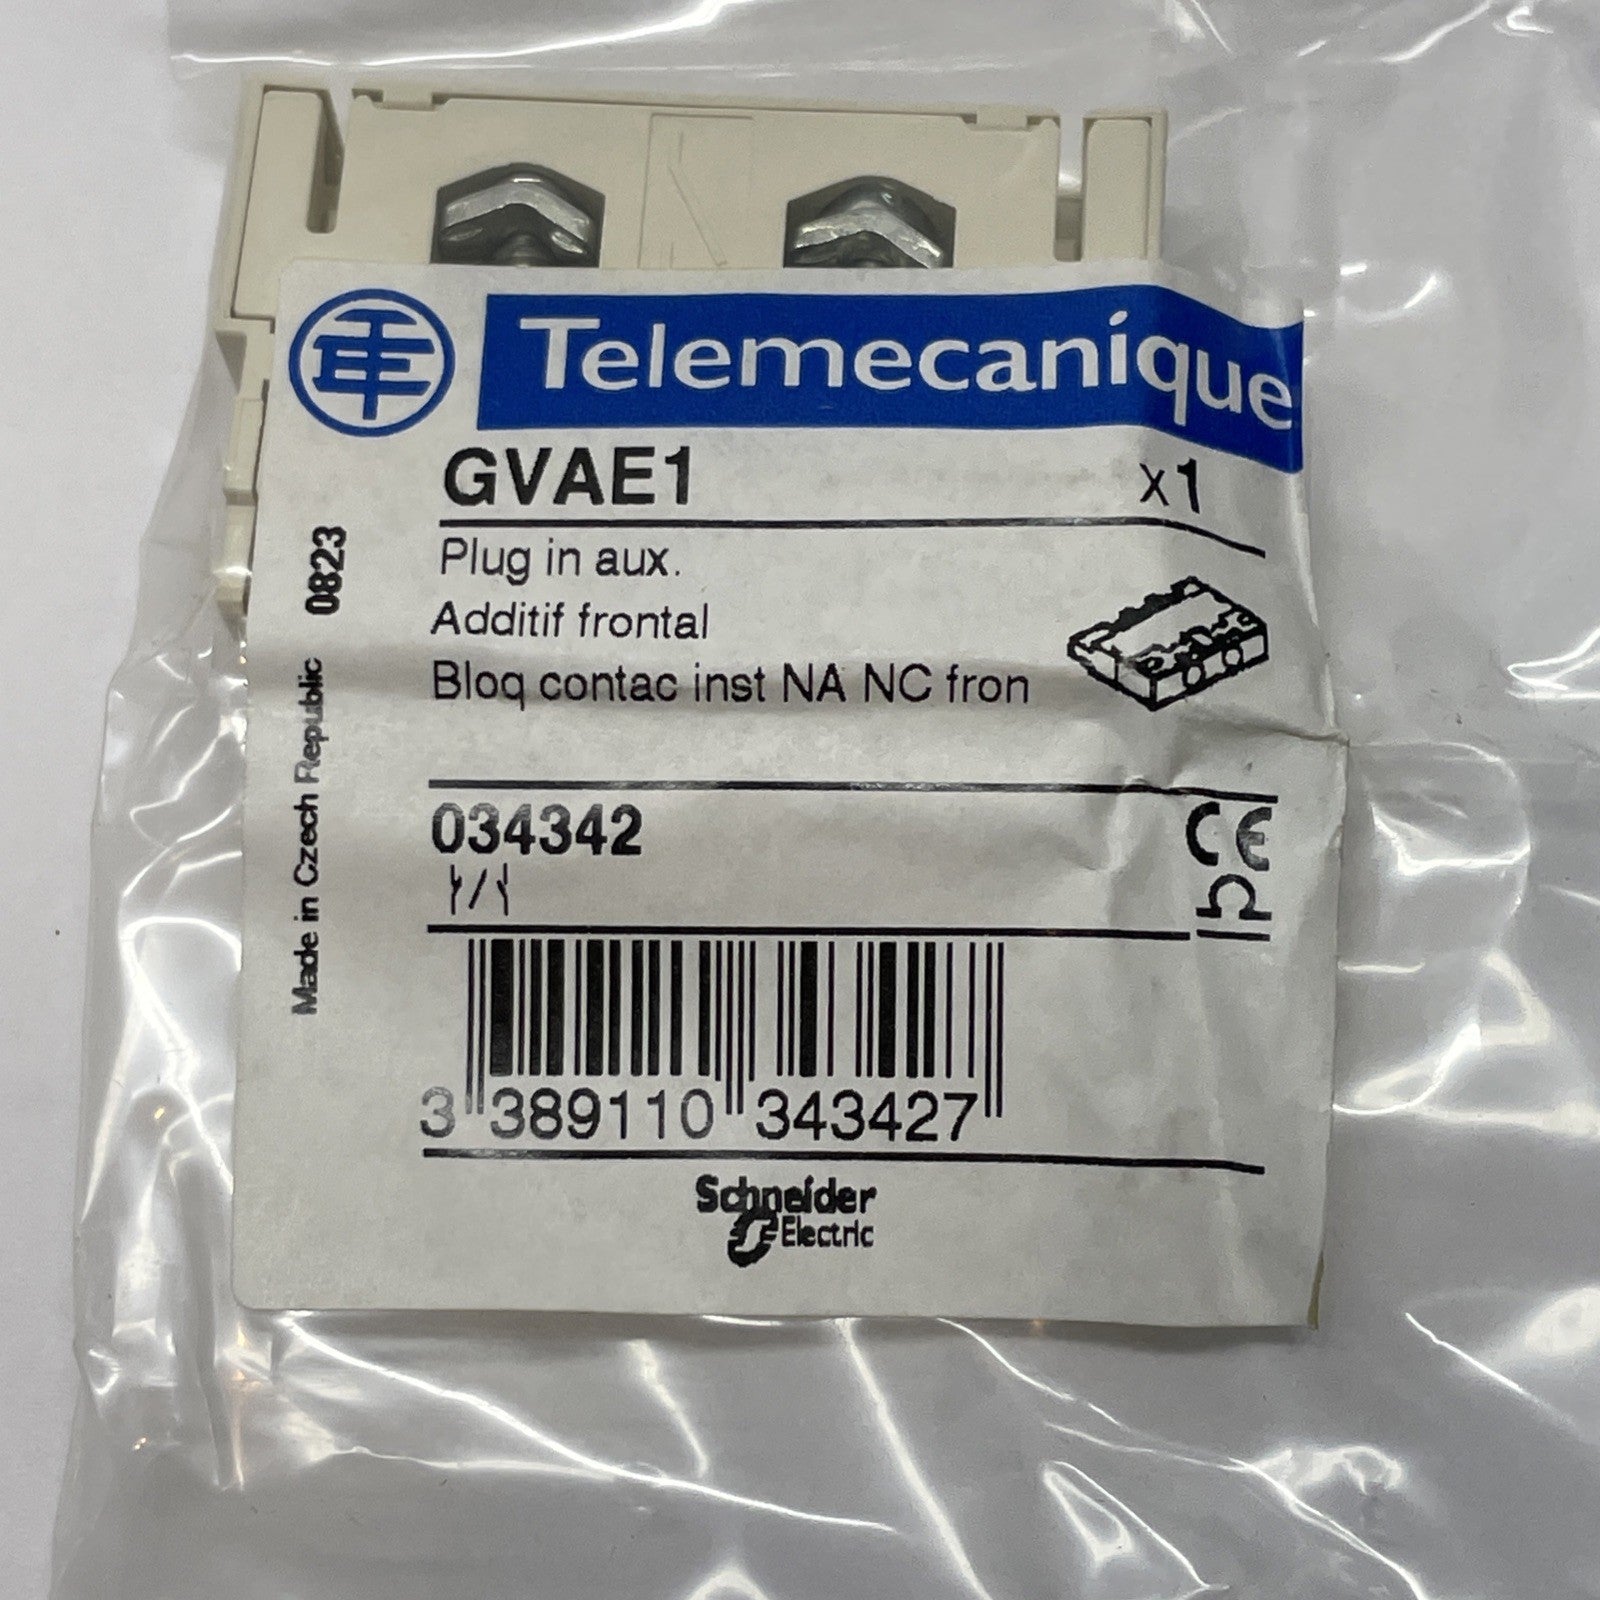 Telemecanique
GVAE1 x1
Plug in aux.
Additif frontal
Bloq contac inst NA NC fron
Made in Czech Republic 0823
034342
CE
3 389110 343427
Schneider
Electric